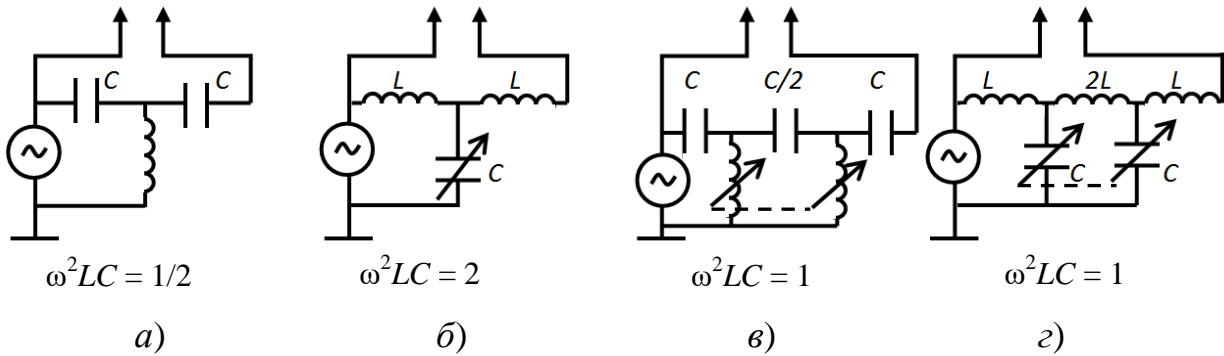 C C L L C C/2 C L 2L L
C C C
ω²LC = 1/2 ω²LC = 2 ω²LC = 1 ω²LC = 1
а) б) в) г)